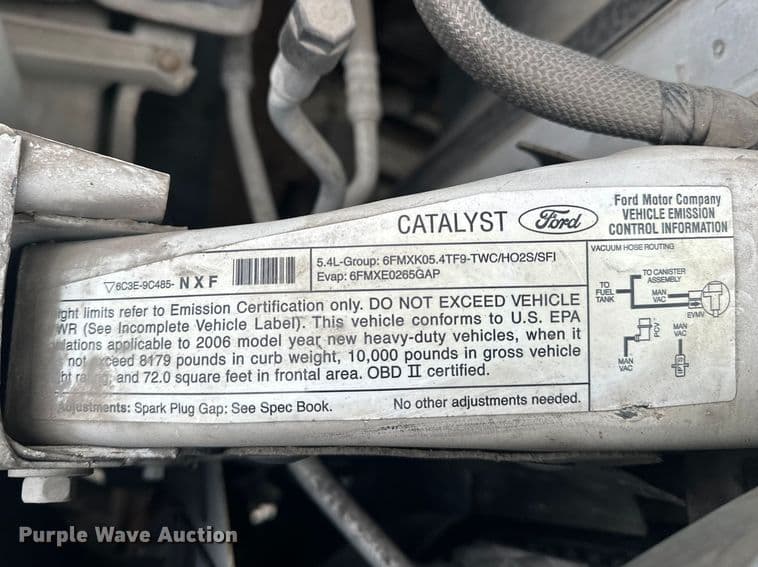 CATALYST Ford
Ford Motor Company
VEHICLE EMISSION
CONTROL INFORMATION
6C3E-9C485- NXF
5.4L-Group: 6FMXK05.4TF9-TWC/HO2S/SFI
Evap: 6FMXE0265GAP
ght limits refer to Emission Certification only. DO NOT EXCEED VEHICLE
WR (See Incomplete Vehicle Label). This vehicle conforms to U.S. EPA
lations applicable to 2006 model year new heavy-duty vehicles, when it
not exceed 8179 pounds in curb weight, 10,000 pounds in gross vehicle
ht rating, and 72.0 square feet in frontal area. OBD II certified.
Adjustments: Spark Plug Gap: See Spec Book. No other adjustments needed.
VACUUM HOSE ROUTING
TO CANISTER
ASSEMBLY
TO
FUEL
TANK
MAN
VAC
EVMV
PCV
MAN
VAC
MAN
VAC
Purple Wave Auction